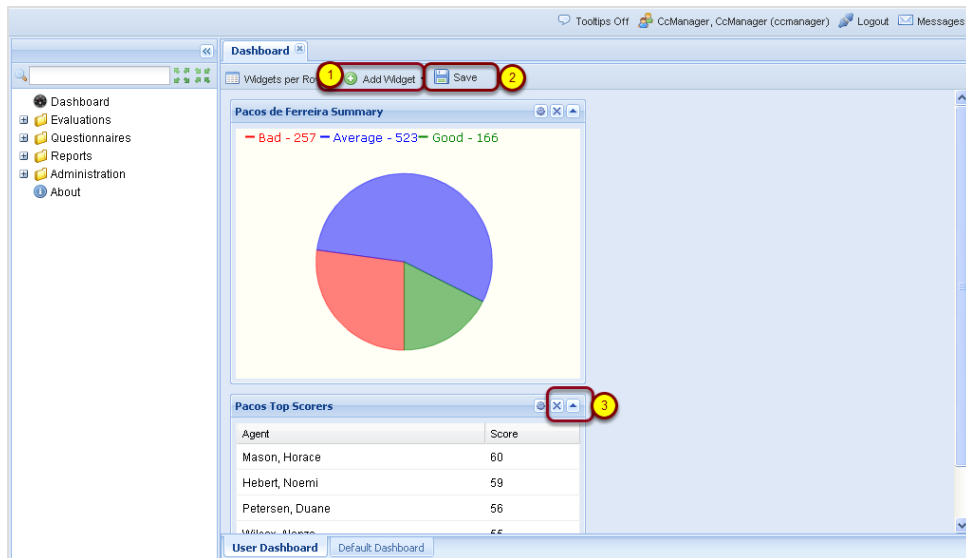 Tooltips Off CcManager, CcManager (ccmanager) Logout Messages
Dashboard
Widgets per Ro 1 Add Widget Save 2
Dashboard
Evaluations
Questionnaires
Reports
Administration
About
Pacos de Ferreira Summary
Bad - 257 Average - 523 Good - 166
Pacos Top Scorers 3
Agent Score
Mason, Horace 60
Hebert, Noemi 59
Petersen, Duane 56
User Dashboard Default Dashboard